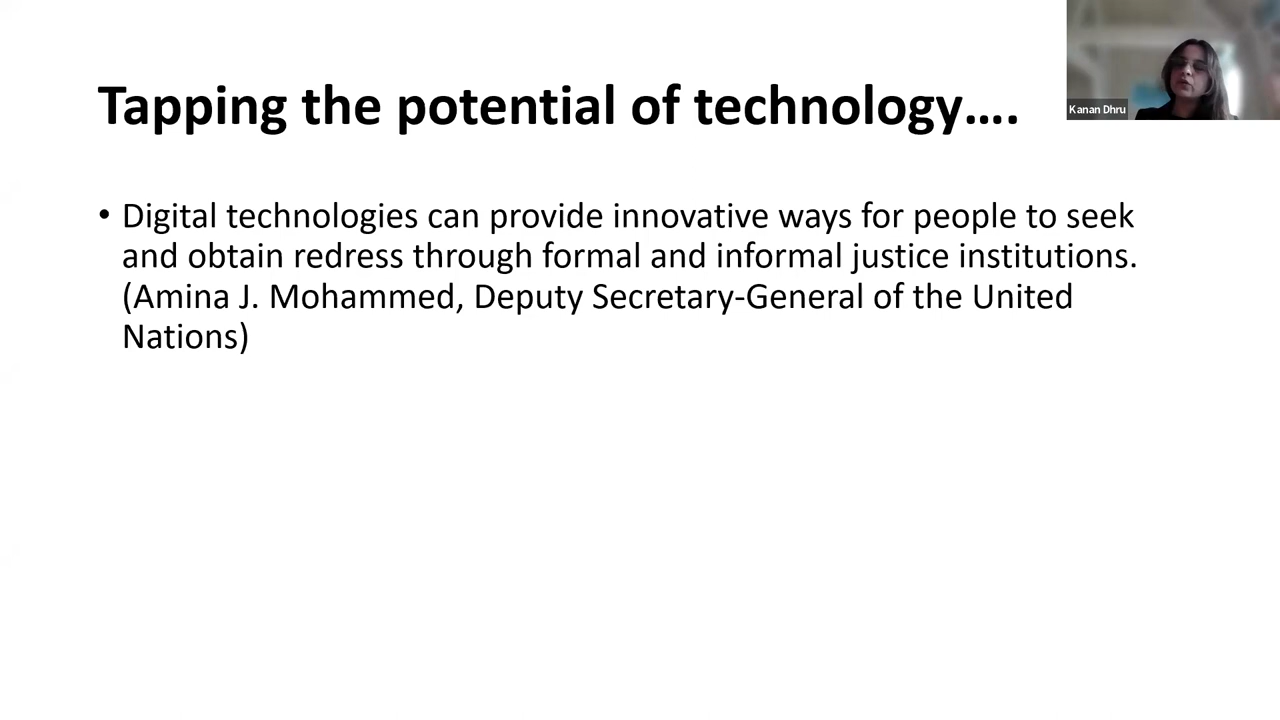 Tapping the potential of technology....
Kanan Dhru
• Digital technologies can provide innovative ways for people to seek
and obtain redress through formal and informal justice institutions.
(Amina J. Mohammed, Deputy Secretary-General of the United
Nations)